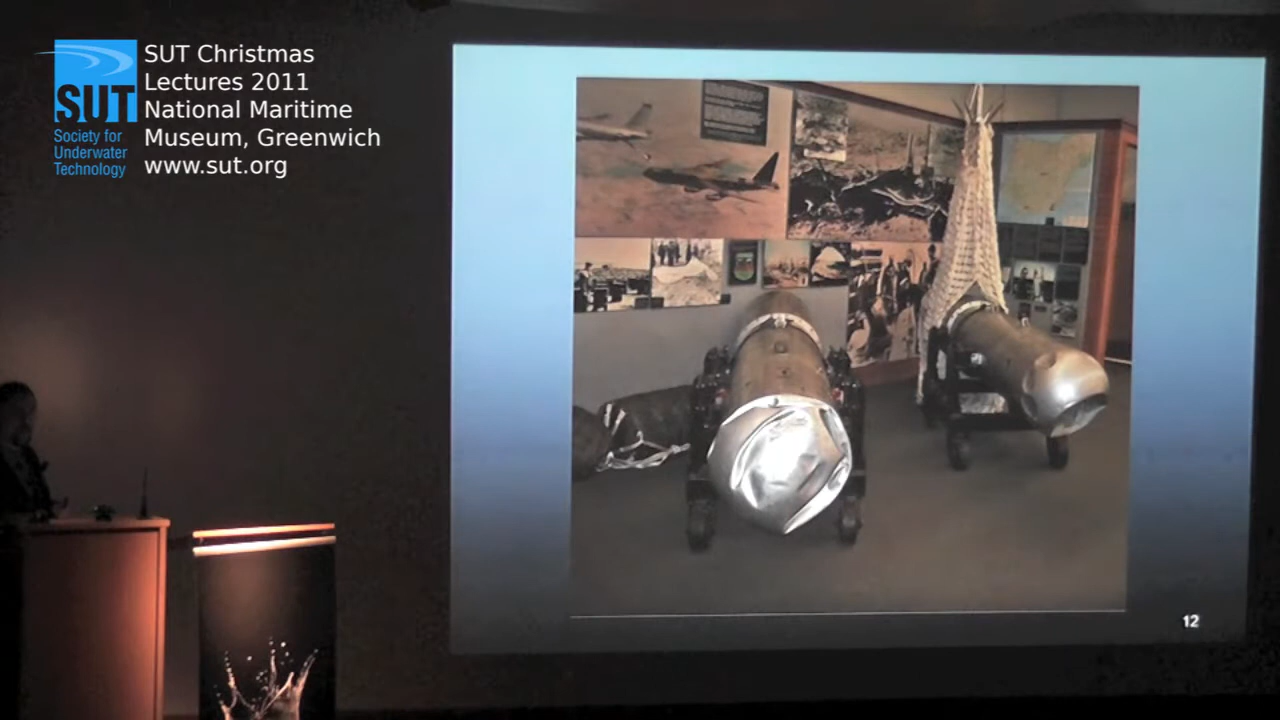 SUT
Society for
Underwater
Technology
SUT Christmas
Lectures 2011
National Maritime
Museum, Greenwich
www.sut.org
12